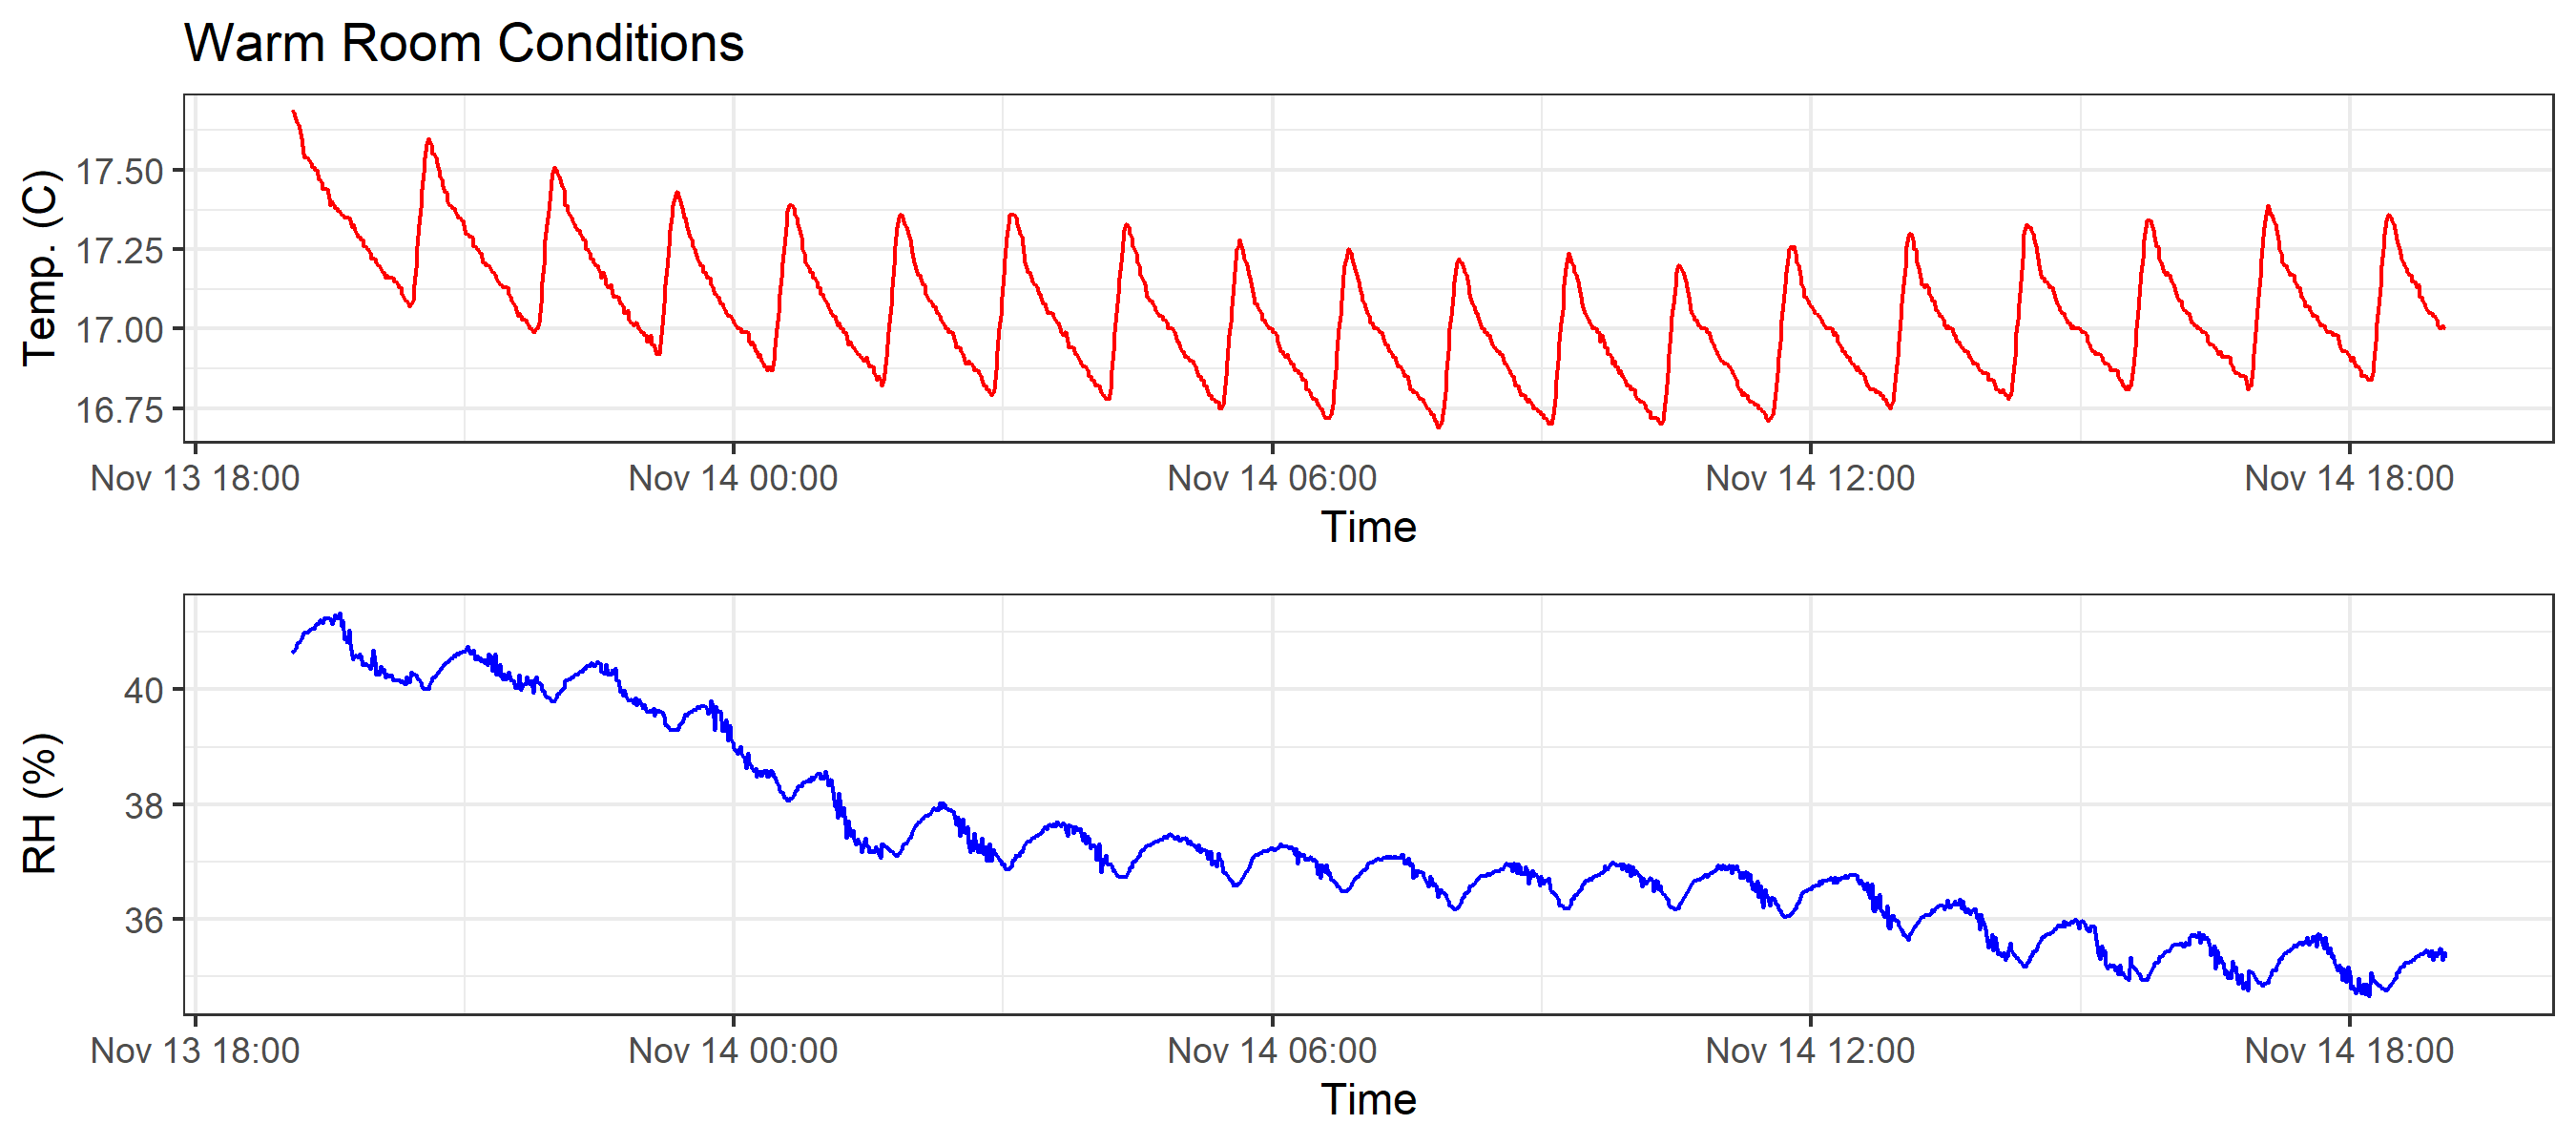 Warm Room Conditions
Temp. (C)
17.50
17.25
17.00
16.75
Nov 13 18:00 Nov 14 00:00 Nov 14 06:00 Nov 14 12:00 Nov 14 18:00
Time
RH (%)
40
38
36
Nov 13 18:00 Nov 14 00:00 Nov 14 06:00 Nov 14 12:00 Nov 14 18:00
Time